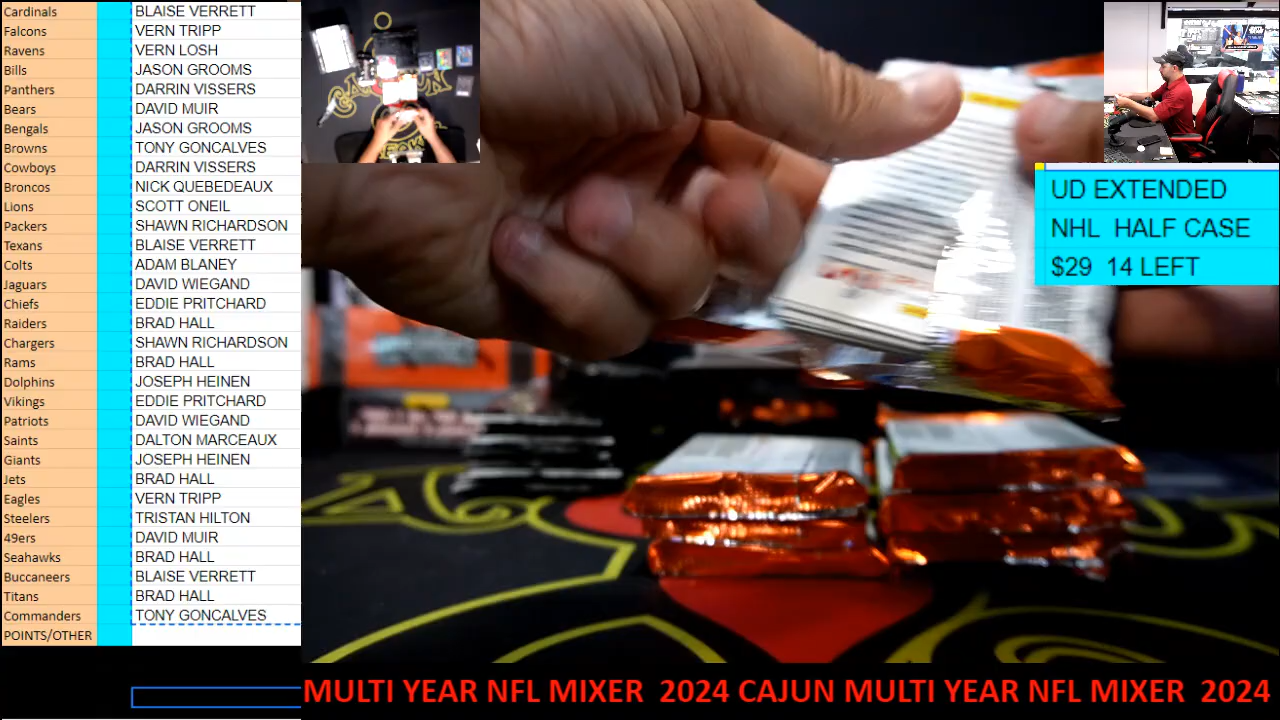 Cardinals BLAISE VERRETT
Falcons VERN TRIPP
Ravens VERN LOSH
Bills JASON GROOMS
Panthers DARRIN VISSERS
Bears DAVID MUIR
Bengals JASON GROOMS
Browns TONY GONCALVES
Cowboys DARRIN VISSERS
Broncos NICK QUEBEDEAUX
Lions SCOTT ONEIL
Packers SHAWN RICHARDSON
Texans BLAISE VERRETT
Colts ADAM BLANEY
Jaguars DAVID WIEGAND
Chiefs EDDIE PRITCHARD
Raiders BRAD HALL
Chargers SHAWN RICHARDSON
Rams BRAD HALL
Dolphins JOSEPH HEINEN
Vikings EDDIE PRITCHARD
Patriots DAVID WIEGAND
Saints DALTON MARCEAUX
Giants JOSEPH HEINEN
Jets BRAD HALL
Eagles VERN TRIPP
Steelers TRISTAN HILTON
49ers DAVID MUIR
Seahawks BRAD HALL
Buccaneers BLAISE VERRETT
Titans BRAD HALL
Commanders TONY GONCALVES
POINTS/OTHER
UD EXTENDED
NHL HALF CASE
$29 14 LEFT
MULTI YEAR NFL MIXER 2024 CAJUN MULTI YEAR NFL MIXER 2024